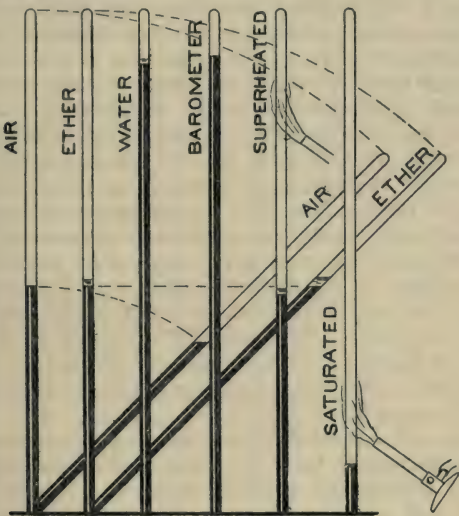 AIR
ETHER
WATER
BAROMETER
SUPERHEATED
AIR
ETHER
SATURATED